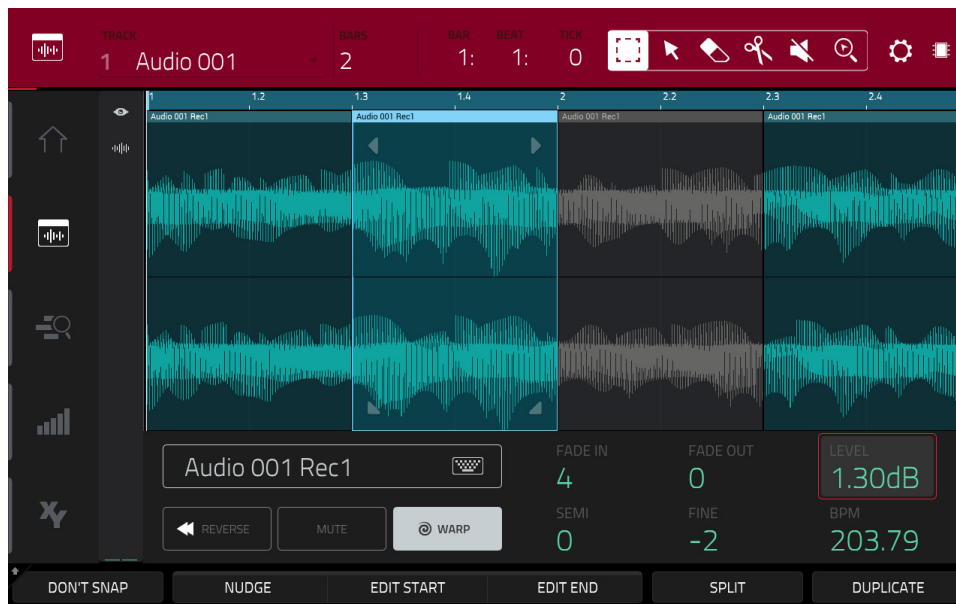 TRACK BARS BAR BEAT TICK
1 Audio 001 2 1: 1: 0
1 1.2 1.3 1.4 2 2.2 2.3 2.4
Audio 001 Rec1 Audio 001 Rec1 Audio 001 Rec1 Audio 001 Rec1
Audio 001 Rec1
FADE IN FADE OUT LEVEL
4 0 1.30dB
REVERSE MUTE WARP
SEMI FINE BPM
0 -2 203.79
XY
DON'T SNAP NUDGE EDIT START EDIT END SPLIT DUPLICATE